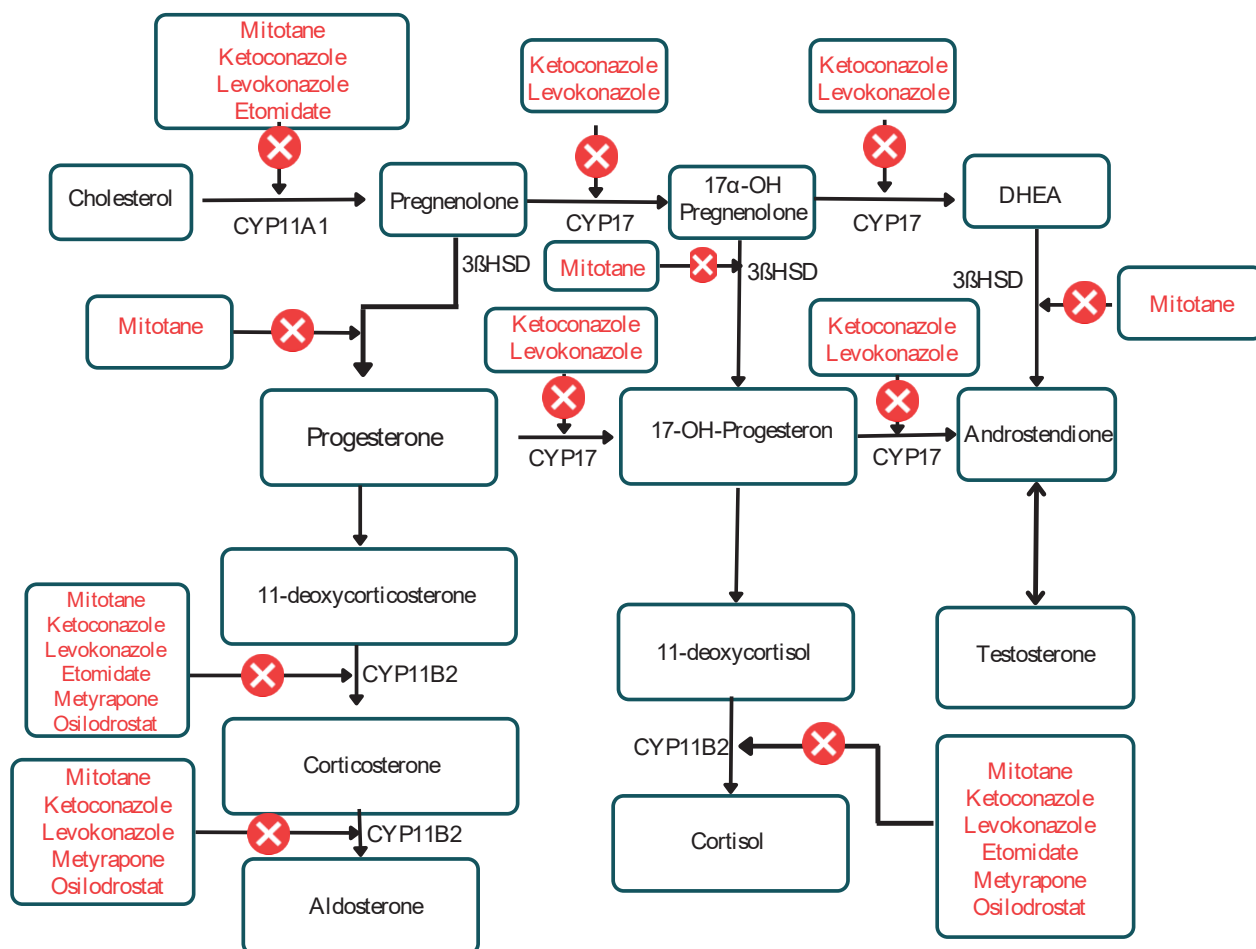 Mitotane
Ketoconazole
Levokonazole
Etomidate
Ketoconazole
Levokonazole
Ketoconazole
Levokonazole
Cholesterol
CYP11A1
Pregnenolone
CYP17
17α-OH
Pregnenolone
CYP17
DHEA
3ßHSD
Mitotane
3ßHSD
3ßHSD
Mitotane
Mitotane
Ketoconazole
Levokonazole
Ketoconazole
Levokonazole
Progesterone
CYP17
17-OH-Progesteron
CYP17
Androstendione
11-deoxycorticosterone
Mitotane
Ketoconazole
Levokonazole
Etomidate
Metyrapone
Osilodrostat
CYP11B2
11-deoxycortisol
Testosterone
Corticosterone
CYP11B2
Mitotane
Ketoconazole
Levokonazole
Metyrapone
Osilodrostat
CYP11B2
Cortisol
Mitotane
Ketoconazole
Levokonazole
Etomidate
Metyrapone
Osilodrostat
Aldosterone